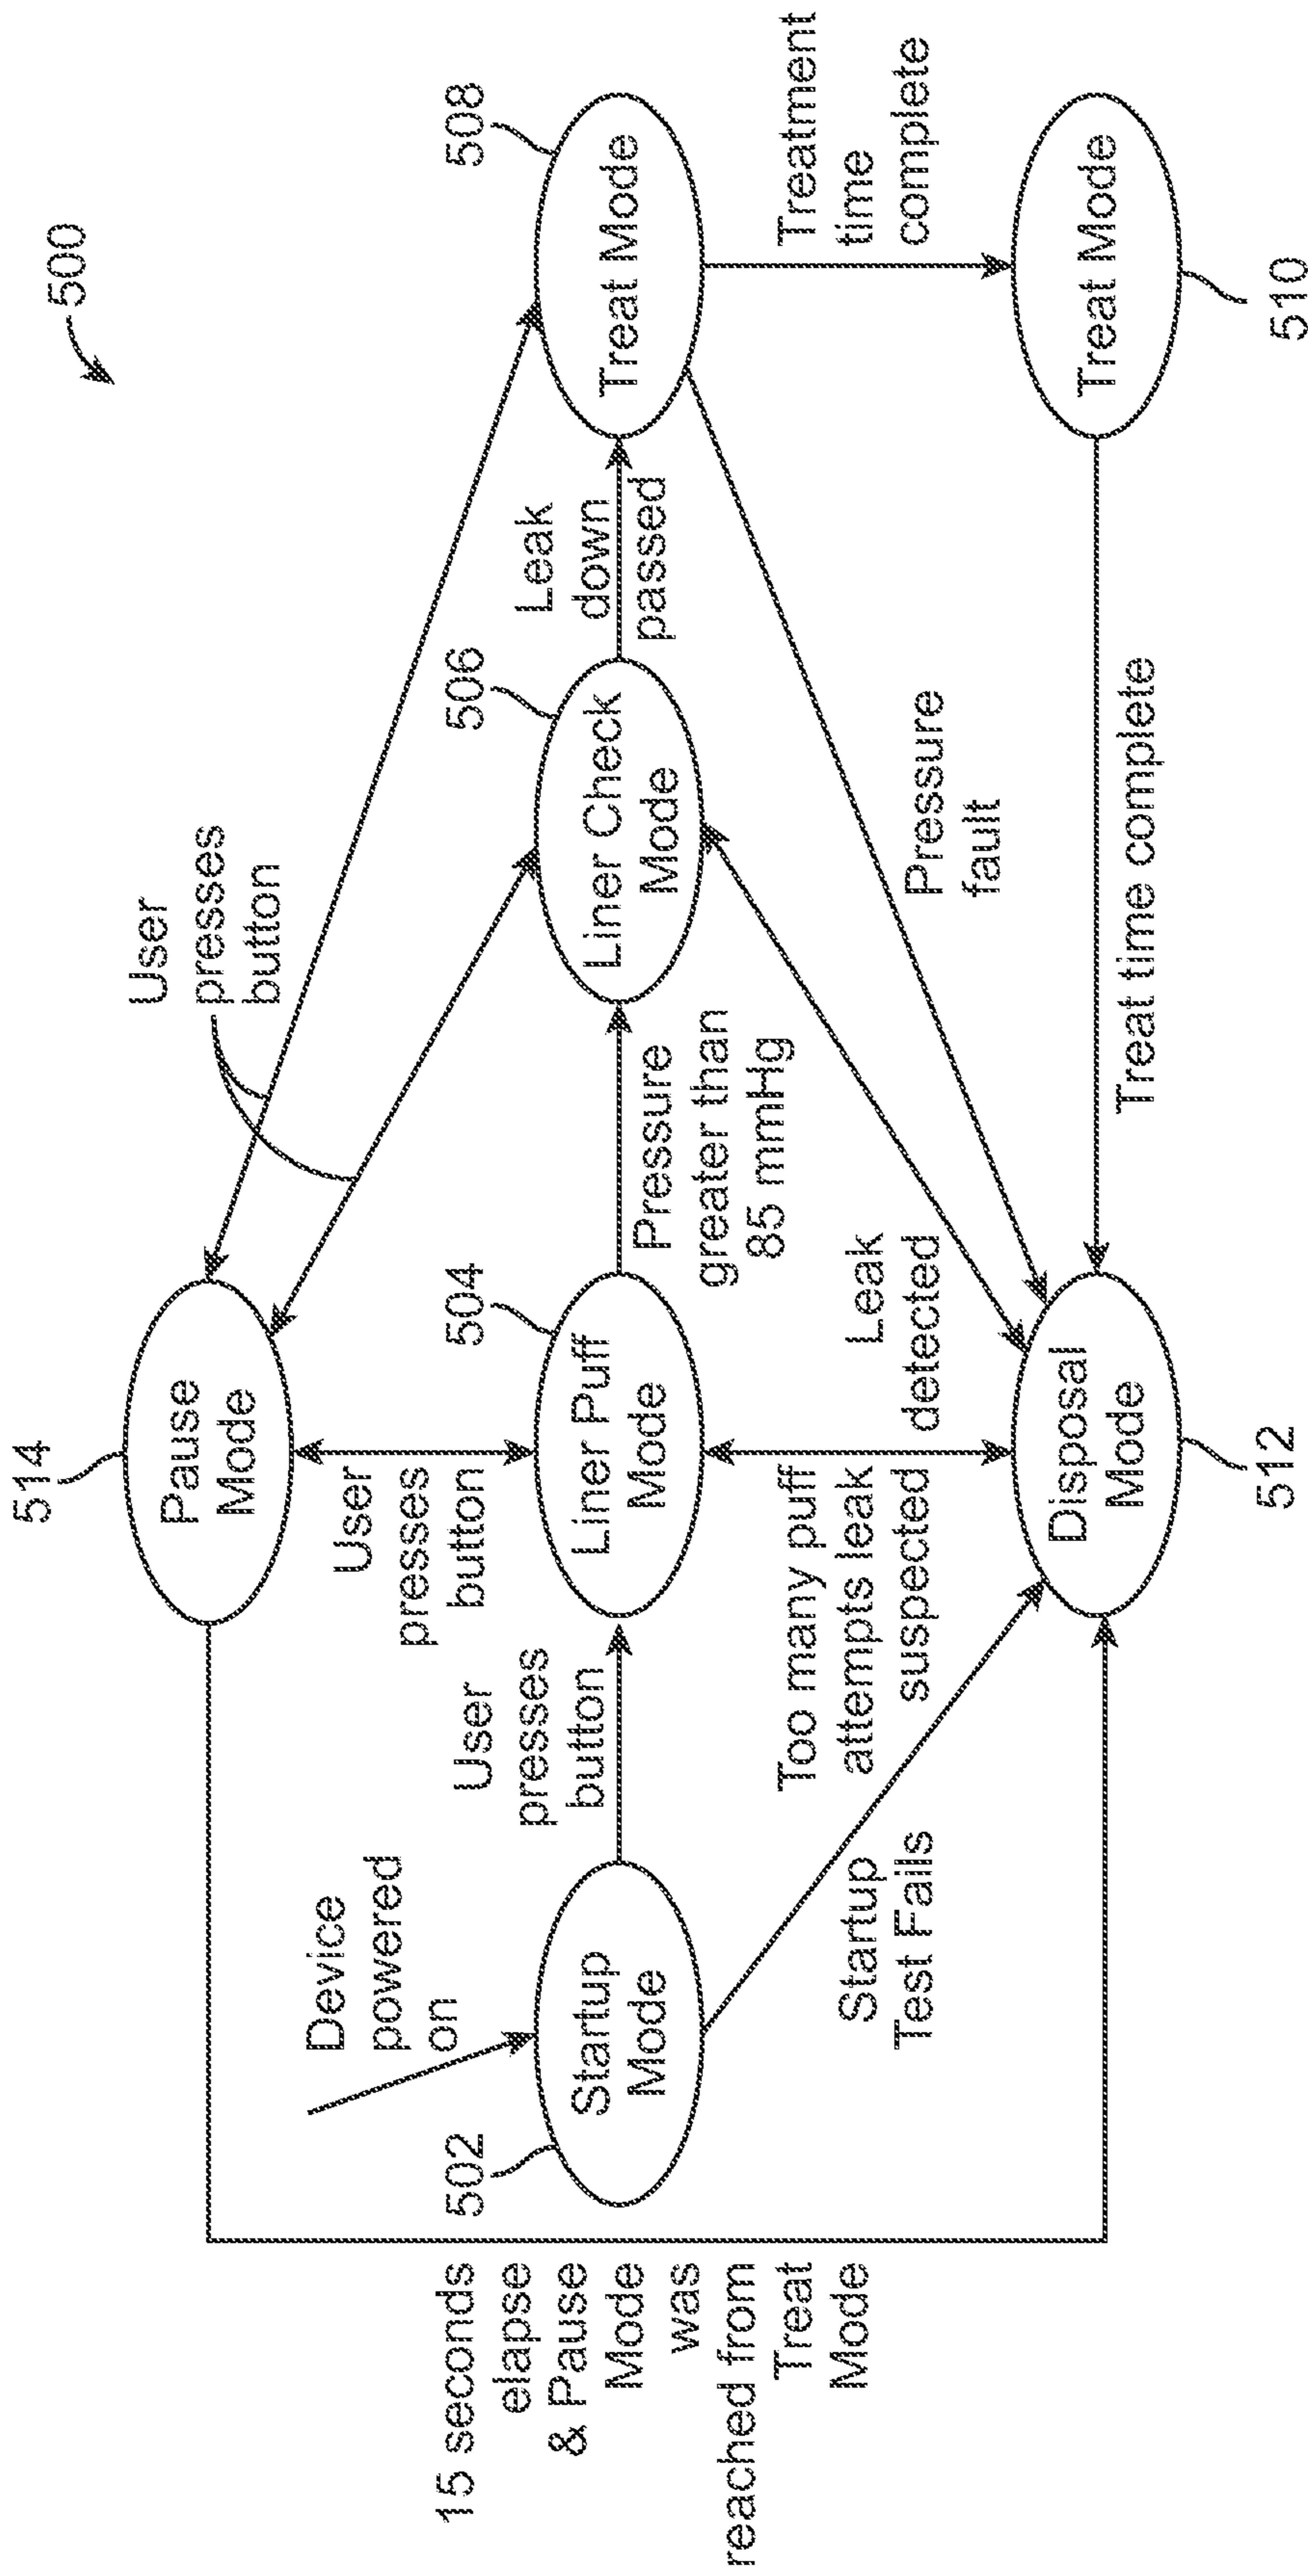 500
514
Pause
Mode
User
presses
button
508
Treat Mode
Device
powered
on
502
Startup
Mode
User
presses
button
User
presses
button
504
Liner Puff
Mode
Pressure
greater than
85 mmHg
506
Liner Check
Mode
Leak
down
passed
Treatment
time
complete
15 seconds
elapse
& Pause
Mode
was
reached from
Treat
Mode
Startup
Test Fails
Too many puff
attempts leak
suspected
Leak
detected
Pressure
fault
Disposal
Mode
512
Treat time complete
Treat Mode
510